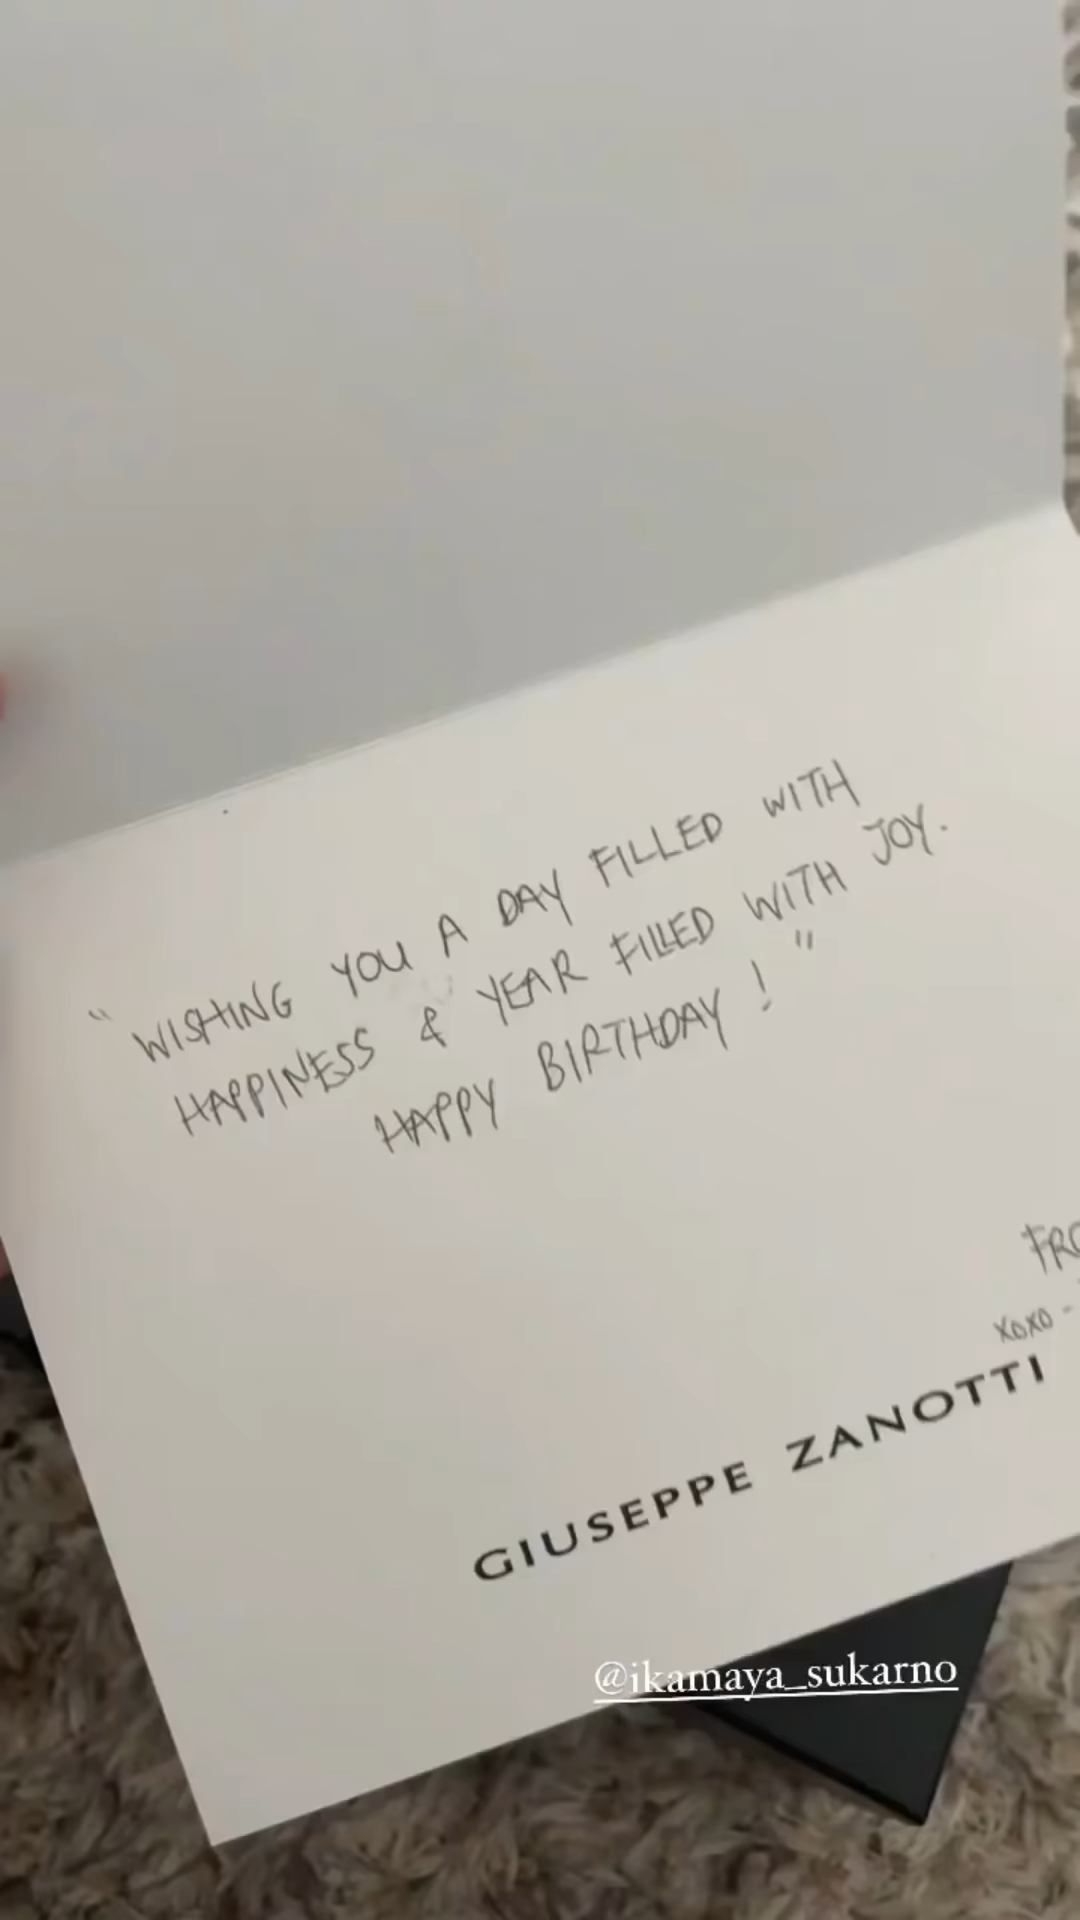 " WISHING YOU A DAY FILLED WITH
HAPPINESS & YEAR FILLED WITH JOY.
HAPPY BIRTHDAY ! "
XOXO -
GIUSEPPE ZANOTTI
@ikamaya_sukarno